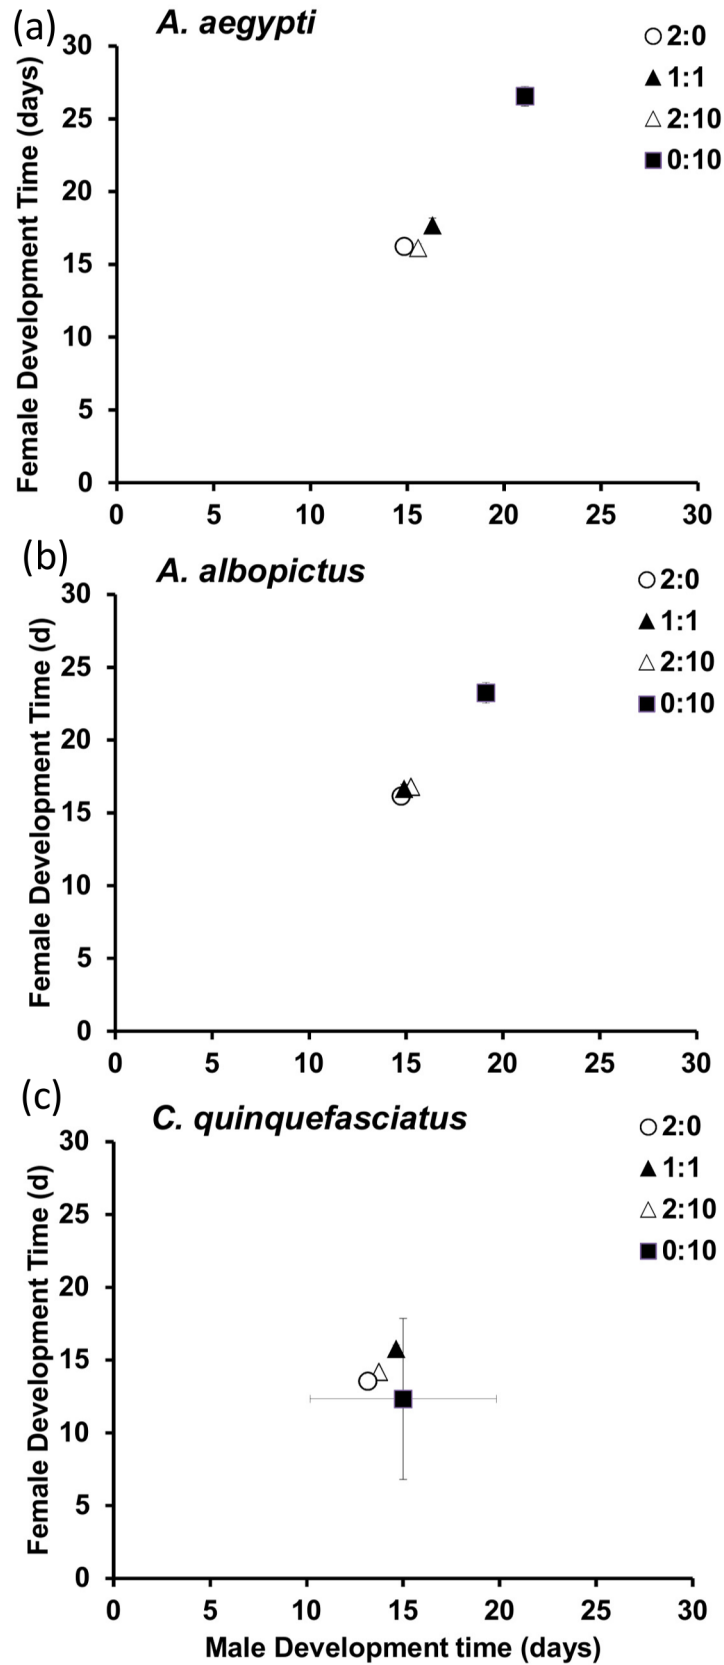 (a)
A. aegypti
2:0
1:1
2:10
0:10
Female Development Time (days)
30
25
20
15
10
5
0
0 5 10 15 20 25 30
(b)
A. albopictus
2:0
1:1
2:10
0:10
Female Development Time (d)
30
25
20
15
10
5
0
0 5 10 15 20 25 30
(c)
C. quinquefasciatus
2:0
1:1
2:10
0:10
Female Development Time (d)
30
25
20
15
10
5
0
0 5 10 15 20 25 30
Male Development time (days)